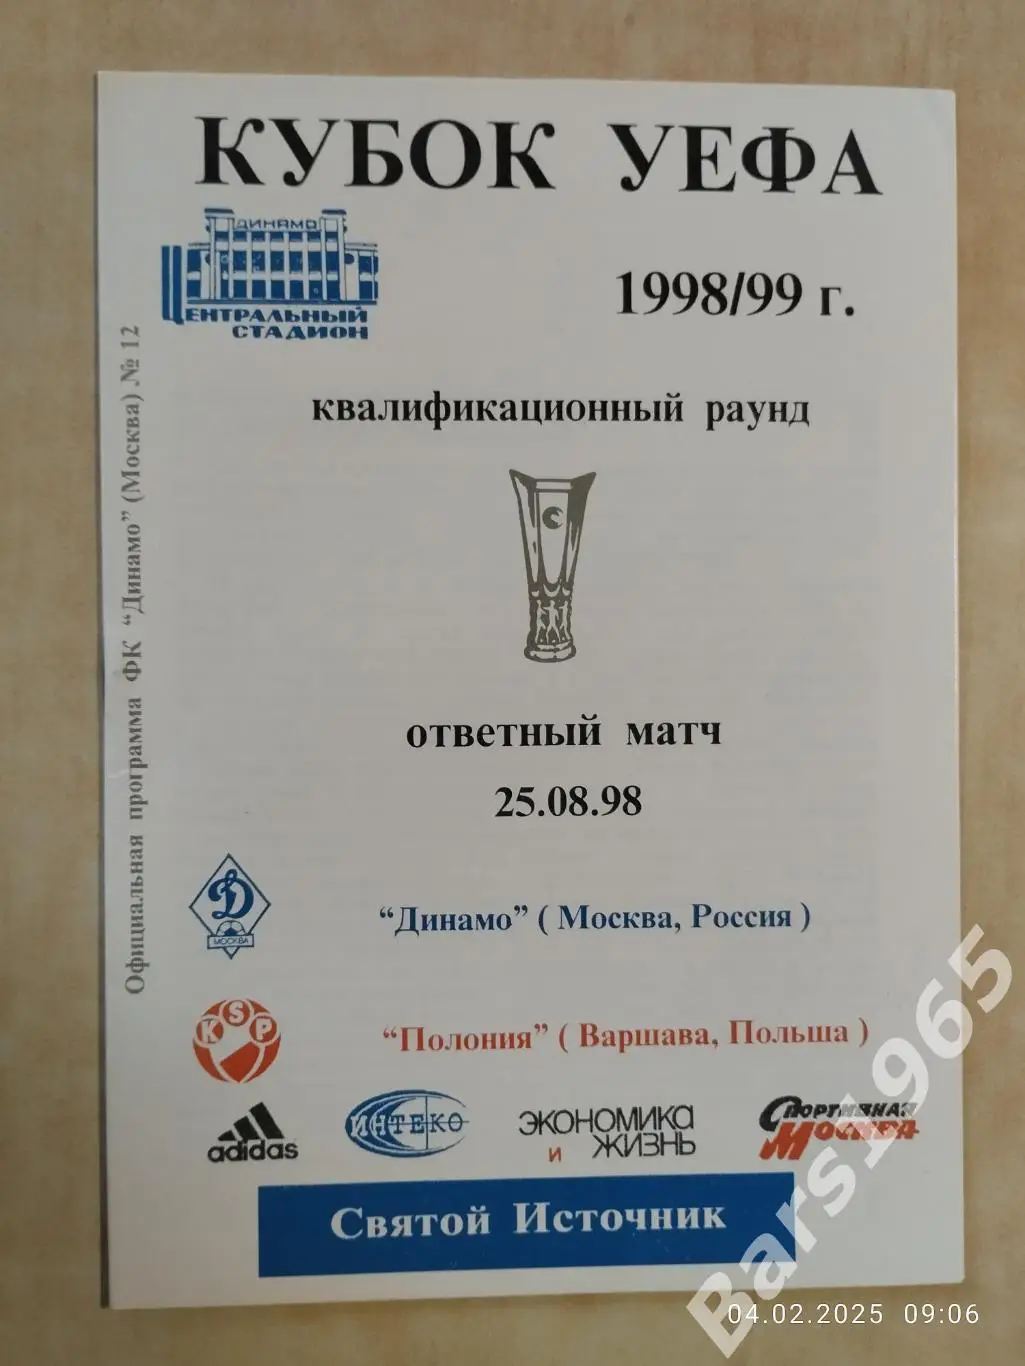 КУБОК УЕФА
ДИНАМО
ЦЕНТРАЛЬНЫЙ
СТАДИОН
1998/99 г.
Официальная программа ФК “Динамо” (Москва) № 12
квалификационный раунд
ответный матч
25.08.98
Д
МОСКВА
“Динамо” ( Москва, Россия )
KSP
“Полония” ( Варшава, Польша )
adidas
ИНТЕКО
ЭКОНОМИКА
И ЖИЗНЬ
СПОРТИВНАЯ
МОСКВА
Святой Источник
Bars1965
04.02.2025 09:06